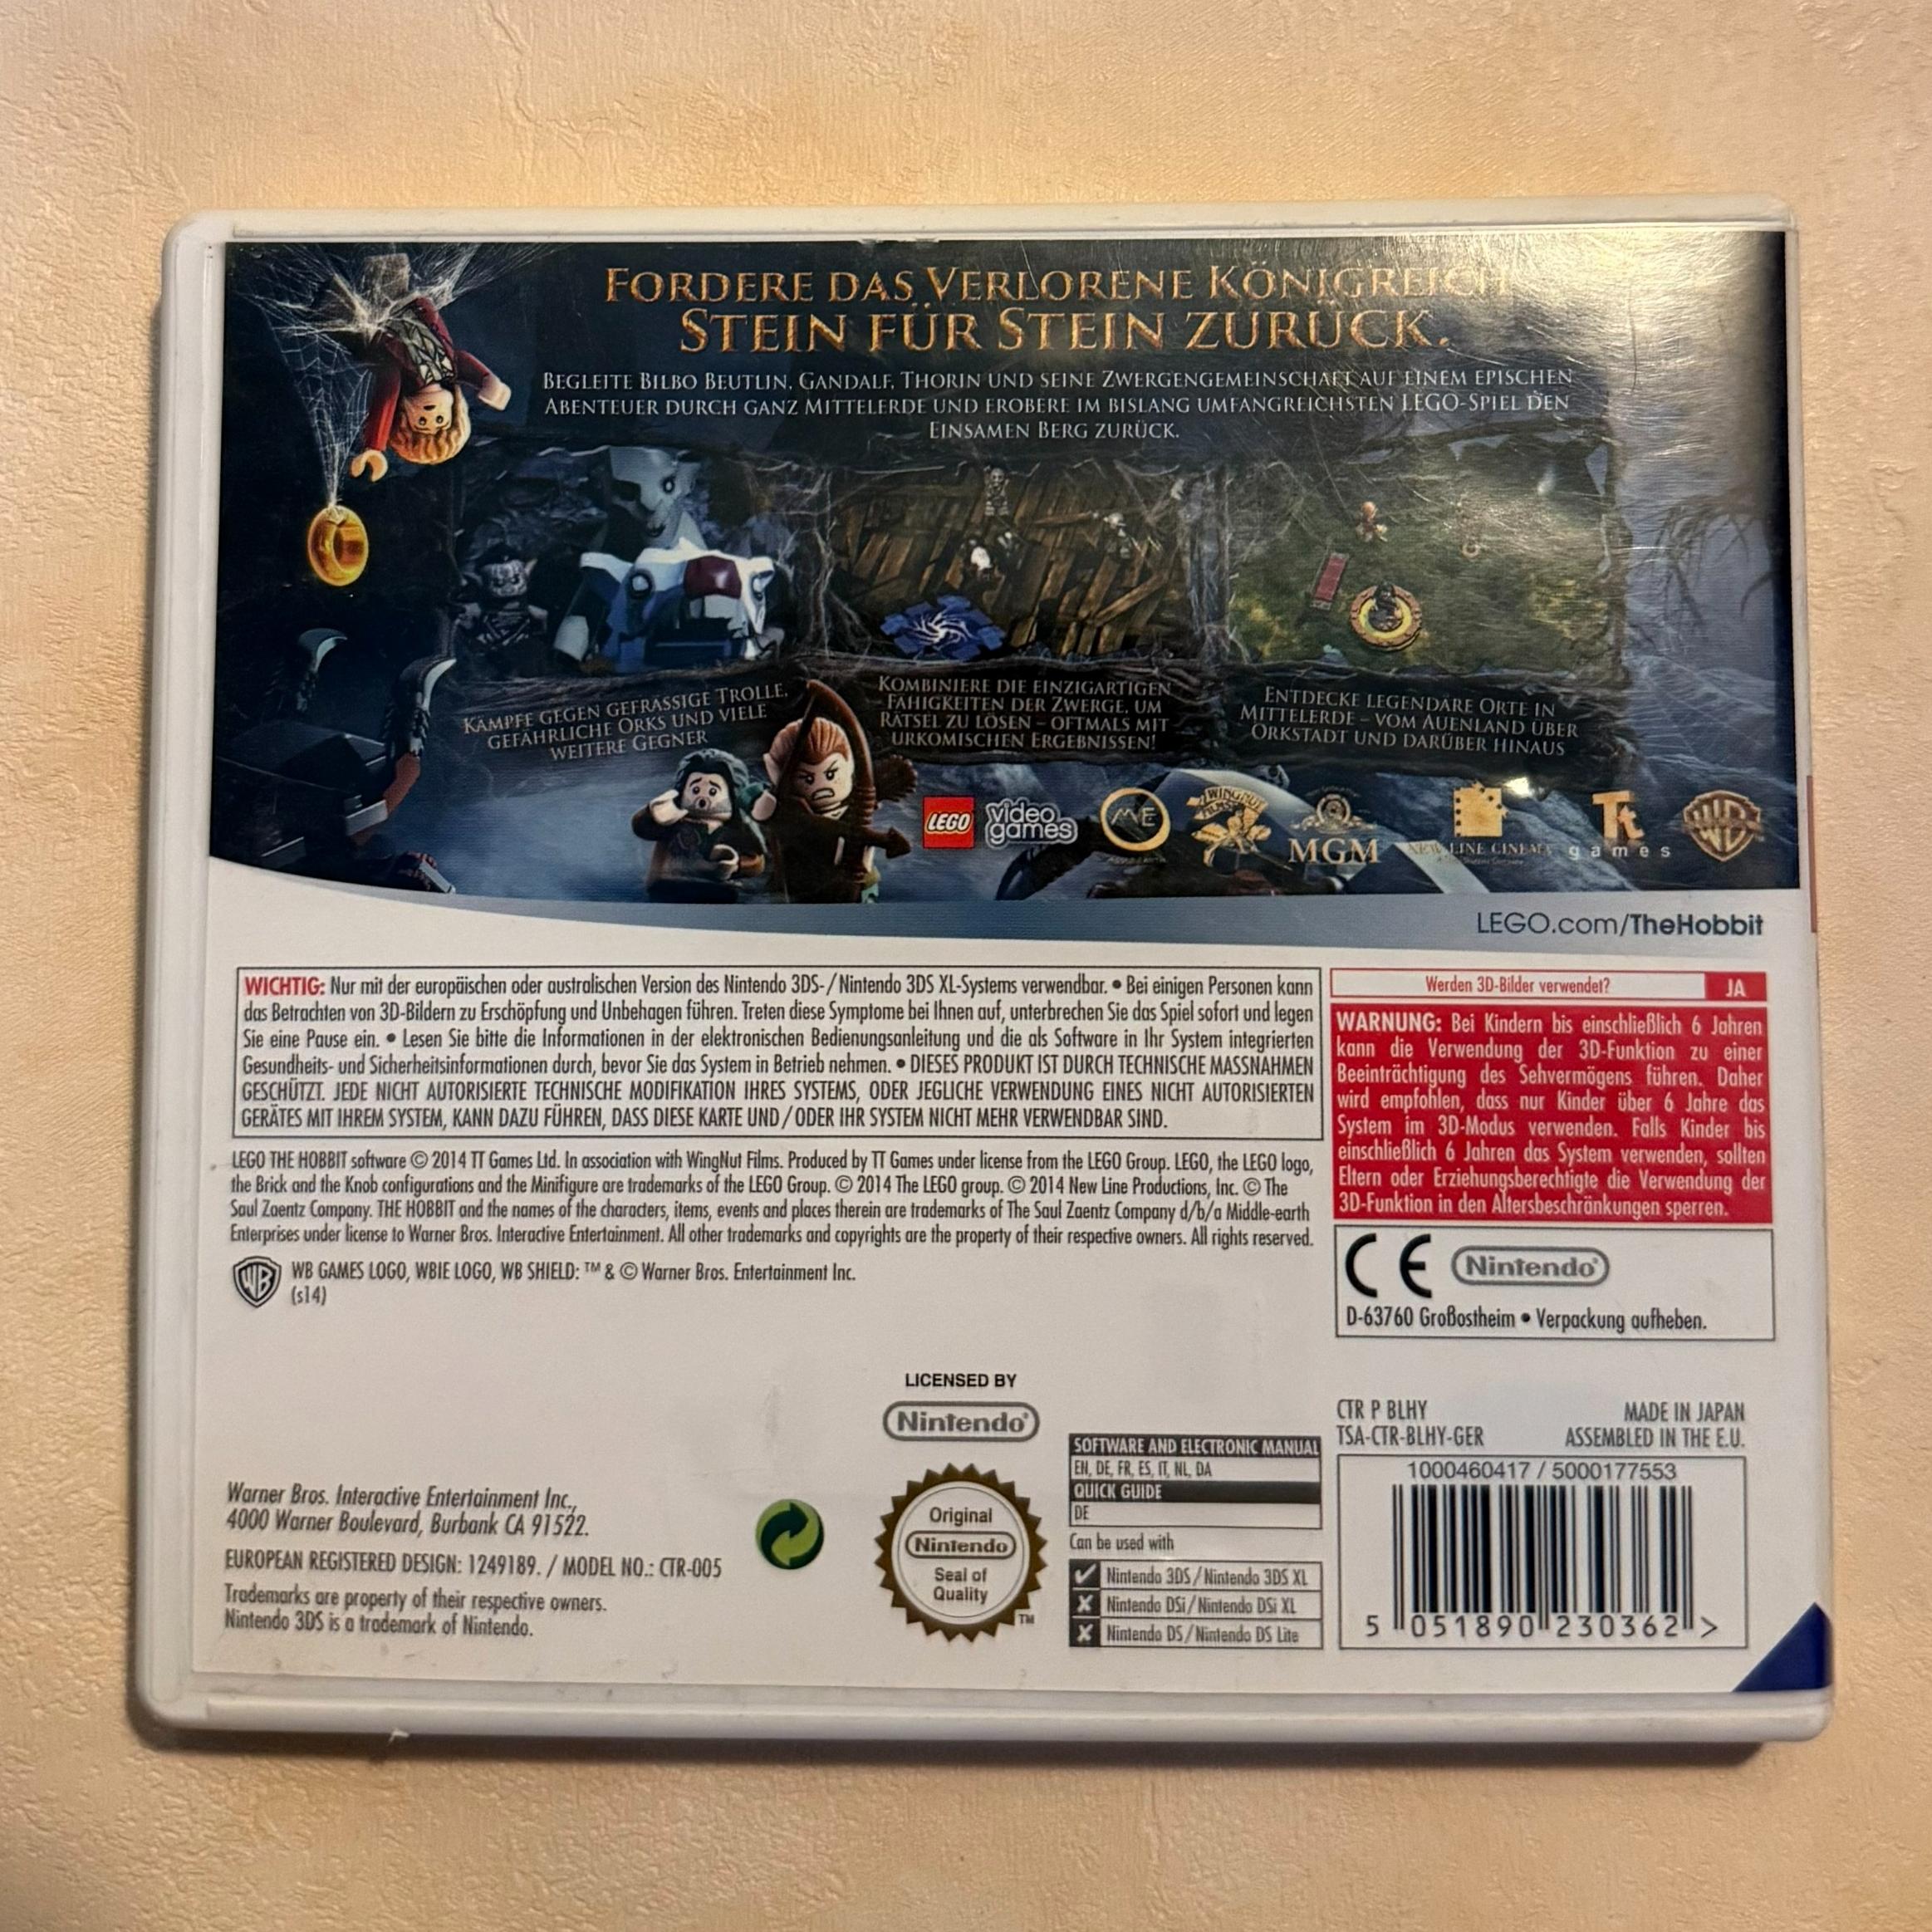 FORDERE DAS VERLORENE KÖNIGREICH
STEIN FÜR STEIN ZURÜCK.
BEGLEITE BILBO BEUTLIN, GANDALF, THORIN UND SEINE ZWERGENGEMEINSCHAFT AUF EINEM EPISCHEN
ABENTEUER DURCH GANZ MITTELERDE UND EROBERE IM BISLANG UMFANGREICHSTEN LEGO-SPIEL DEN
EINSAMEN BERG ZURÜCK.
KÄMPFE GEGEN GEFRÄSSIGE TROLLE,
GEFÄHRLICHE ORKS UND VIELE
WEITERE GEGNER
KOMBINIERE DIE EINZIGARTIGEN
FÄHIGKEITEN DER ZWERGE, UM
RÄTSEL ZU LÖSEN – OFTMALS MIT
URKOMISCHEN ERGEBNISSEN!
ENTDECKE LEGENDÄRE ORTE IN
MITTELERDE – VOM AUENLAND ÜBER
ORKSTADT UND DARÜBER HINAUS
LEGO
video
games
ME
WINGNUT
FILMS
MGM
NEW LINE CINEMA
Tt
games
WB
LEGO.com/TheHobbit
WICHTIG: Nur mit der europäischen oder australischen Version des Nintendo 3DS-/Nintendo 3DS XL-Systems verwendbar. • Bei einigen Personen kann
das Betrachten von 3D-Bildern zu Erschöpfung und Unbehagen führen. Treten diese Symptome bei Ihnen auf, unterbrechen Sie das Spiel sofort und legen
Sie eine Pause ein. • Lesen Sie bitte die Informationen in der elektronischen Bedienungsanleitung und die als Software in Ihr System integrierten
Gesundheits- und Sicherheitsinformationen durch, bevor Sie das System in Betrieb nehmen. • DIESES PRODUKT IST DURCH TECHNISCHE MASSNAHMEN
GESCHÜTZT. JEDE NICHT AUTORISIERTE TECHNISCHE MODIFIKATION IHRES SYSTEMS, ODER JEGLICHE VERWENDUNG EINES NICHT AUTORISIERTEN
GERÄTES MIT IHREM SYSTEM, KANN DAZU FÜHREN, DASS DIESE KARTE UND/ODER IHR SYSTEM NICHT MEHR VERWENDBAR SIND.
Werden 3D-Bilder verwendet? JA
WARNUNG: Bei Kindern bis einschließlich 6 Jahren
kann die Verwendung der 3D-Funktion zu einer
Beeinträchtigung des Sehvermögens führen. Daher
wird empfohlen, dass nur Kinder über 6 Jahre das
System im 3D-Modus verwenden. Falls Kinder bis
einschließlich 6 Jahren das System verwenden, sollten
Eltern oder Erziehungsberechtigte die Verwendung der
3D-Funktion in den Altersbeschränkungen sperren.
LEGO THE HOBBIT software © 2014 TT Games Ltd. In association with WingNut Films. Produced by TT Games under license from the LEGO Group. LEGO, the LEGO logo,
the Brick and the Knob configurations and the Minifigure are trademarks of the LEGO Group. © 2014 The LEGO group. © 2014 New Line Productions, Inc. © The
Saul Zaentz Company. THE HOBBIT and the names of the characters, items, events and places therein are trademarks of The Saul Zaentz Company d/b/a Middle-earth
Enterprises under license to Warner Bros. Interactive Entertainment. All other trademarks and copyrights are the property of their respective owners. All rights reserved.
WB
WB GAMES LOGO, WBIE LOGO, WB SHIELD: ™ & © Warner Bros. Entertainment Inc.
(s14)
CE Nintendo®
D-63760 Großostheim • Verpackung aufheben.
LICENSED BY
Nintendo®
Original
Nintendo
Seal of
Quality
™
Warner Bros. Interactive Entertainment Inc.,
4000 Warner Boulevard, Burbank CA 91522.
EUROPEAN REGISTERED DESIGN: 1249189. / MODEL NO.: CTR-005
Trademarks are property of their respective owners.
Nintendo 3DS is a trademark of Nintendo.
SOFTWARE AND ELECTRONIC MANUAL
EN, DE, FR, ES, IT, NL, DA
QUICK GUIDE
DE
Can be used with
Nintendo 3DS/Nintendo 3DS XL
Nintendo DSi/Nintendo DSi XL
Nintendo DS/Nintendo DS Lite
CTR P BLHY MADE IN JAPAN
TSA-CTR-BLHY-GER ASSEMBLED IN THE E.U.
1000460417 / 5000177553
5 051890 230362 >